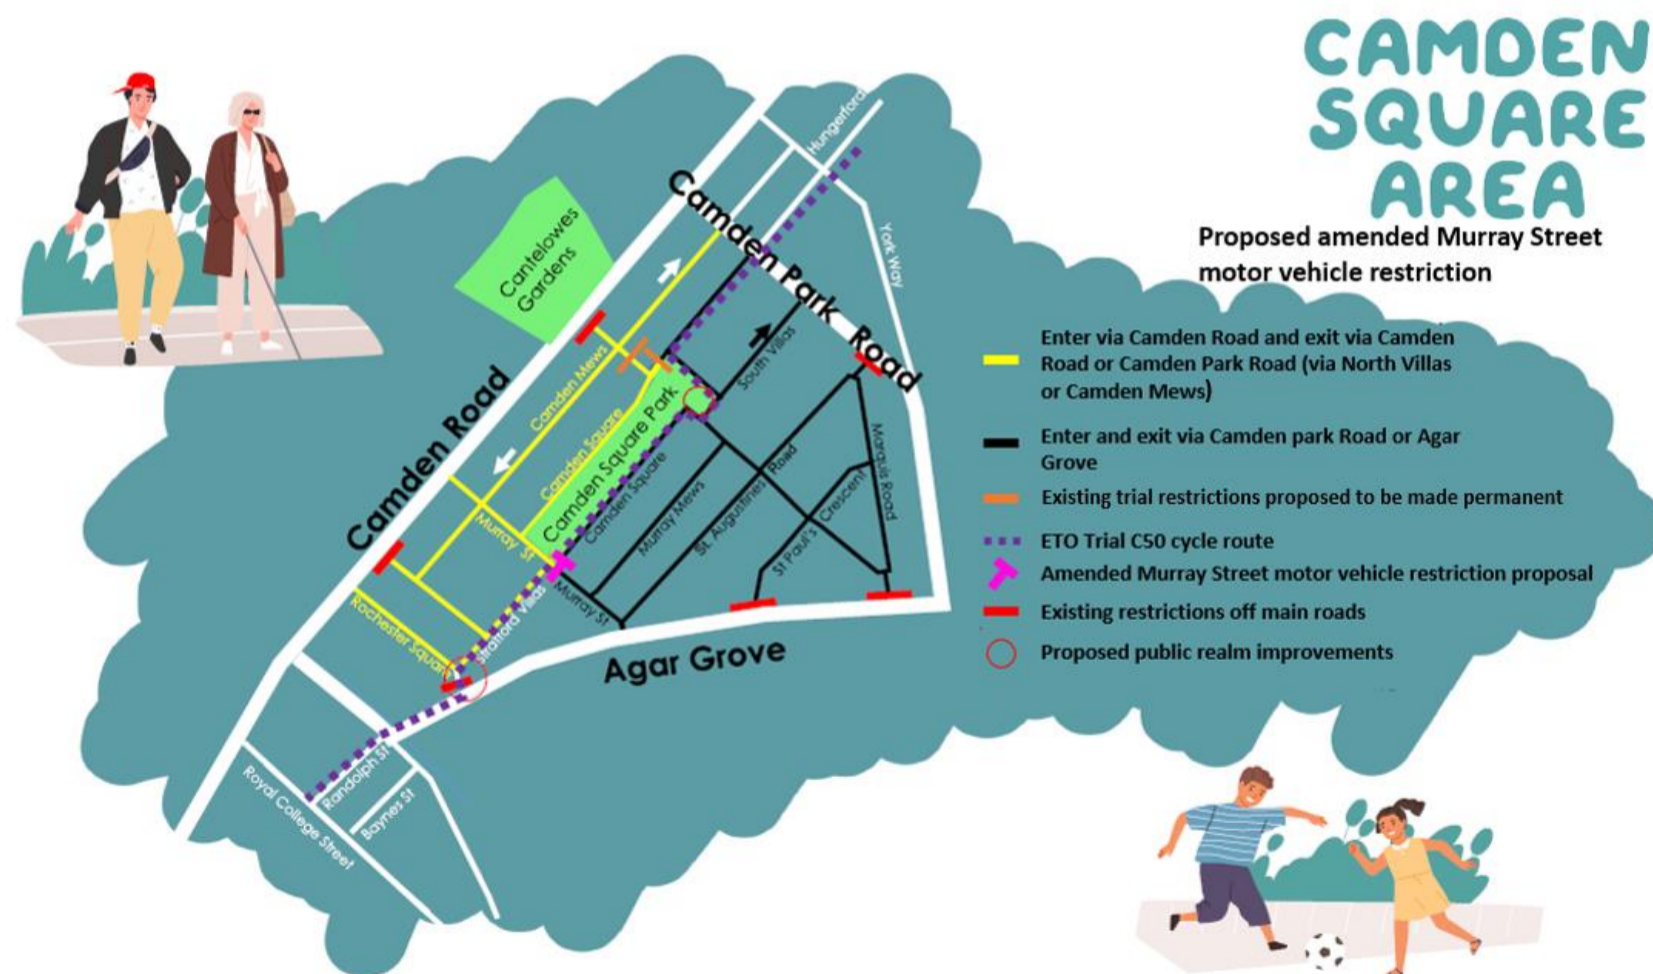 CAMDEN
SQUARE
AREA
Proposed amended Murray Street
motor vehicle restriction
Enter via Camden Road and exit via Camden
Road or Camden Park Road (via North Villas
or Camden Mews)
Enter and exit via Camden park Road or Agar
Grove
Existing trial restrictions proposed to be made permanent
ETO Trial C50 cycle route
Amended Murray Street motor vehicle restriction proposal
Existing restrictions off main roads
Proposed public realm improvements
Hungerford
Camden Park Road
York Way
Cantelowes
Gardens
Camden Road
Camden Mews
Camden Square
Camden Square Park
Camden Square
South Villas
Murray Mews
St. Augustines Road
Marquis Road
St Paul's Crescent
Murray St
Murray St
Stratford Villas
Rochester Square
Agar Grove
Randolph St
Baynes St
Royal College Street